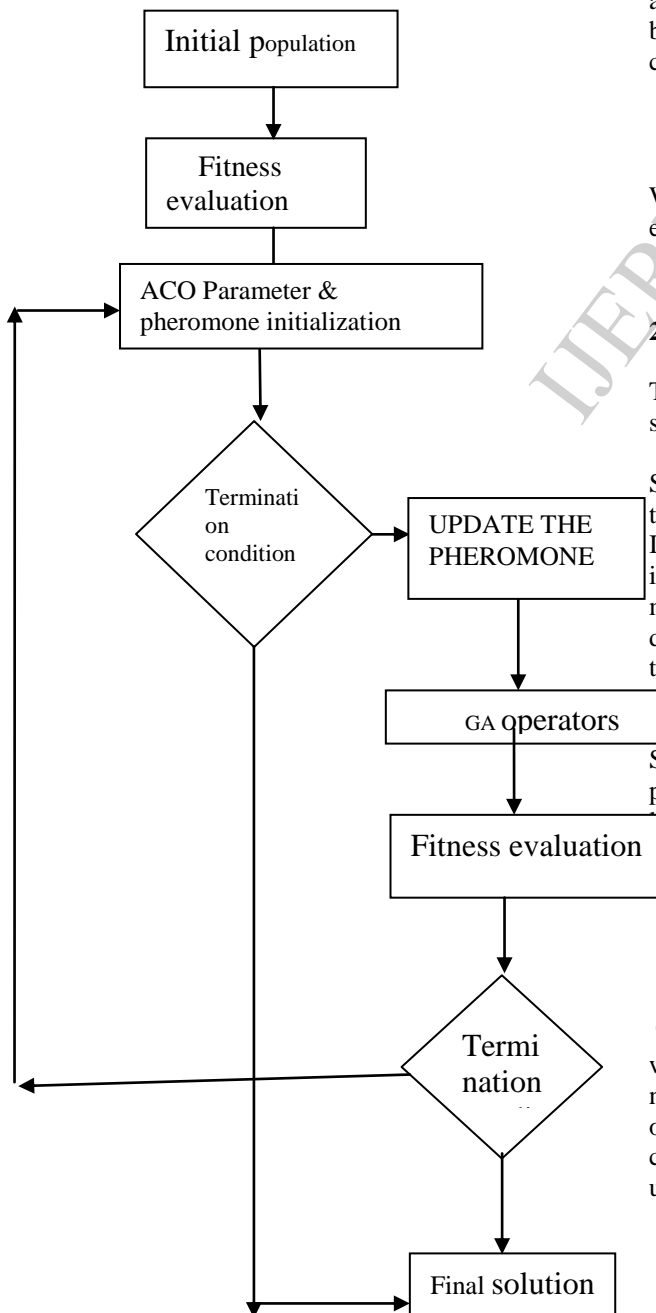 Initial population
Fitness
evaluation
ACO Parameter &
pheromone initialization
Terminati
on
condition
UPDATE THE
PHEROMONE
GA operators
Fitness evaluation
Termi
nation
Final solution